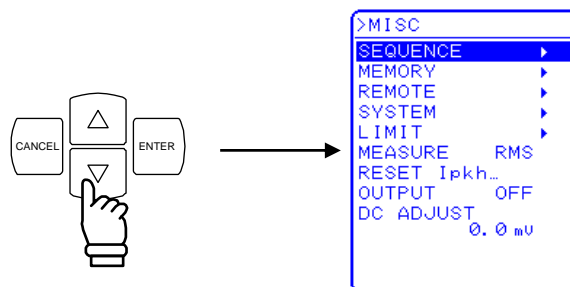 CANCEL
ENTER
>MISC
SEQUENCE
MEMORY
REMOTE
SYSTEM
LIMIT
MEASURE RMS
RESET Ipkh…
OUTPUT OFF
DC ADJUST
0.0 mV